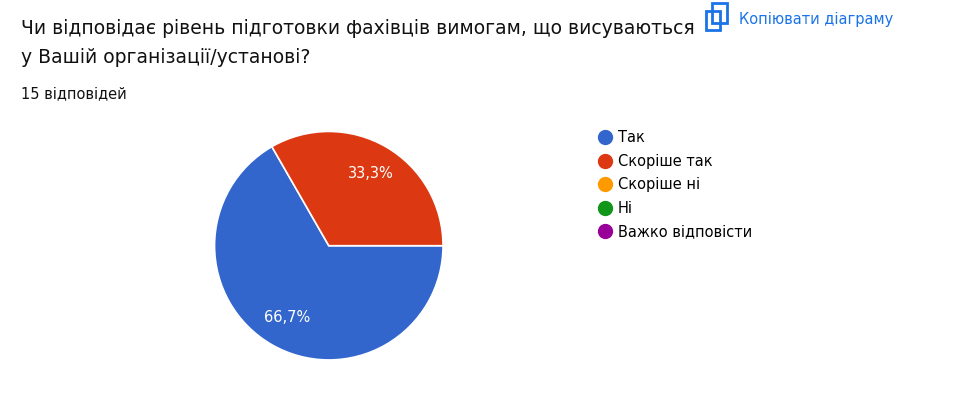 Чи відповідає рівень підготовки фахівців вимогам, що висуваються
у Вашій організації/установі?
Копіювати діаграму
15 відповідей
33,3%
66,7%
Так
Скоріше так
Скоріше ні
Ні
Важко відповісти